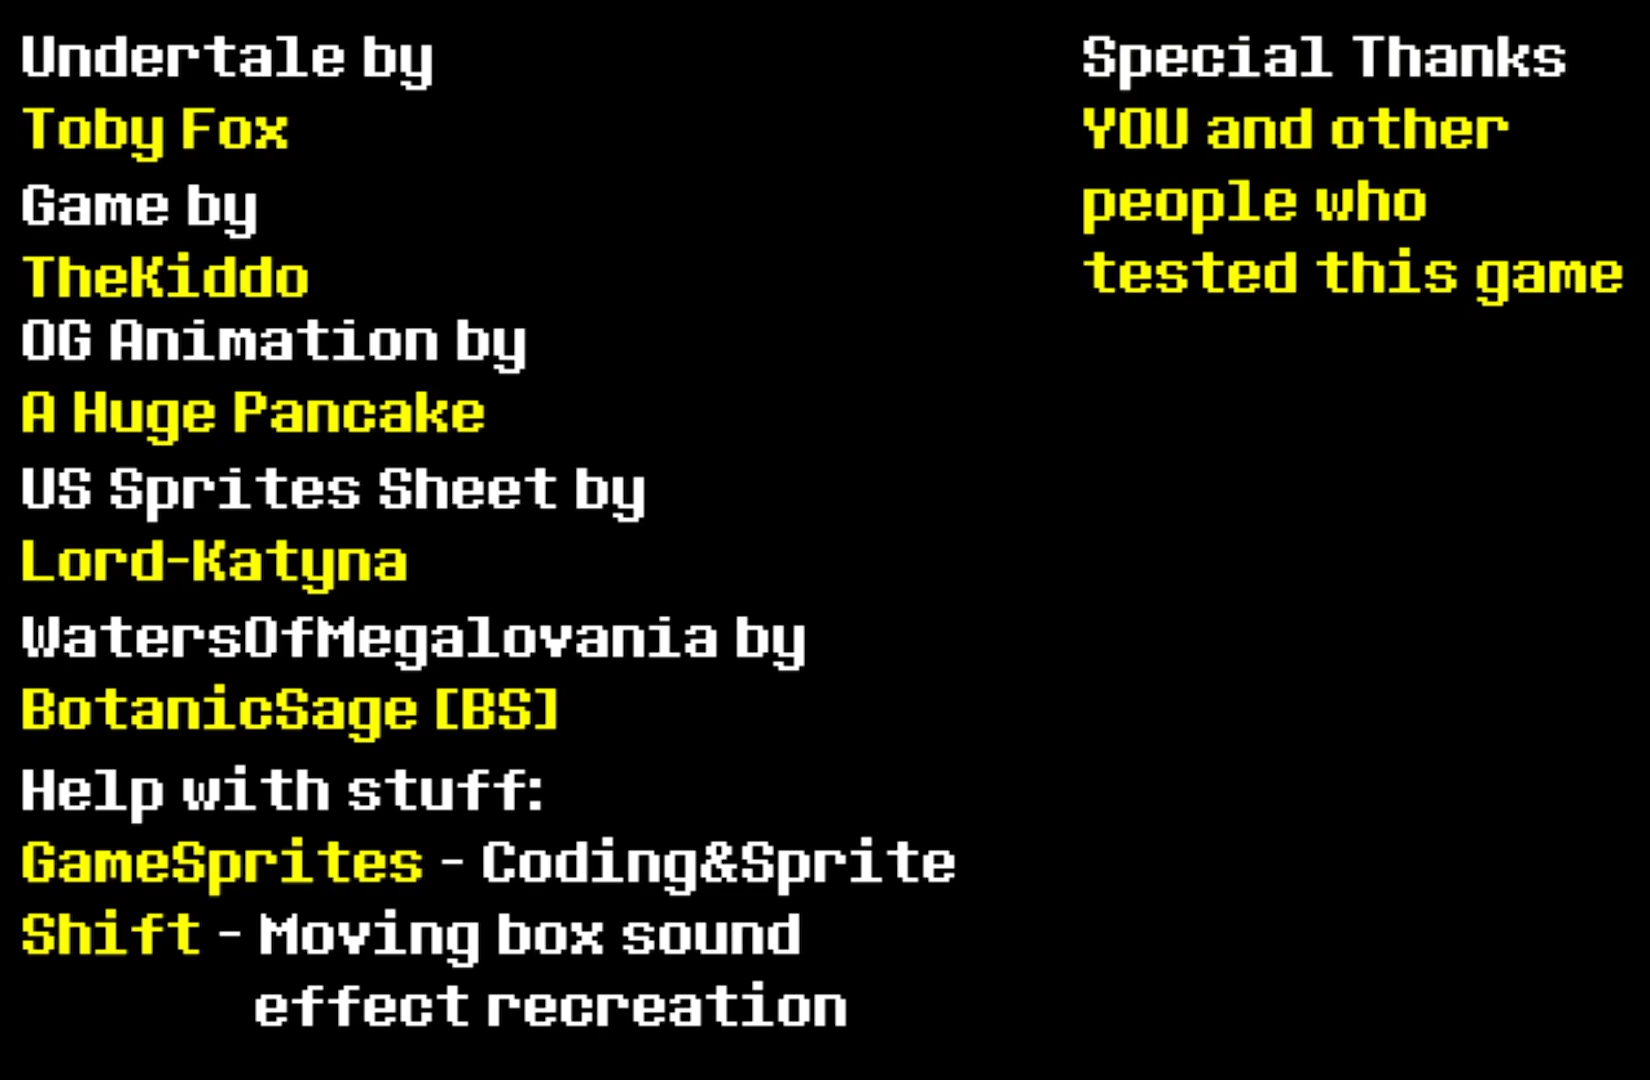 Undertale by
Toby Fox
Game by
TheKiddo
OG Animation by
A Huge Pancake
US Sprites Sheet by
Lord-Katyna
WatersOfMegalovania by
BotanicSage [BS]
Help with stuff:
GameSprites - Coding&Sprite
Shift - Moving box sound
effect recreation
Special Thanks
YOU and other
people who
tested this game